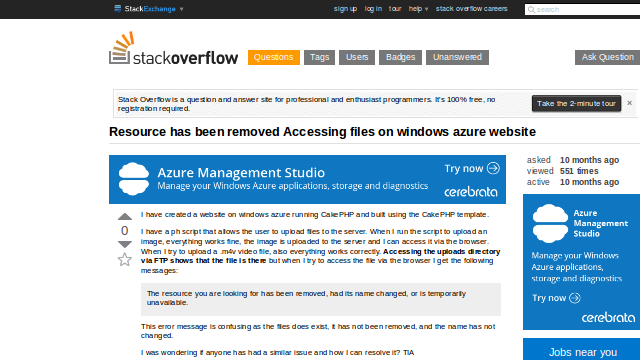 StackExchange ▾ sign up log in tour help ▾ stack overflow careers search
stackoverflow Questions Tags Users Badges Unanswered Ask Question
Stack Overflow is a question and answer site for professional and enthusiast programmers. It's 100% free, no
registration required.
Take the 2-minute tour ×
Resource has been removed Accessing files on windows azure website
Azure Management Studio
Manage your Windows Azure applications, storage and diagnostics
Try now
cerebrata
asked 10 months ago
viewed 551 times
active 10 months ago
0
I have created a website on windows azure running CakePHP and built using the CakePHP template.
I have a ph script that allows the user to upload files to the server. When I run the script to upload an
image, everything works fine, the image is uploaded to the server and I can access it via the browser.
When I try to upload a .m4v video file, also everything works correctly. Accessing the uploads directory
via FTP shows that the file is there but when I try to access the file via the browser I get the following
messages:
The resource you are looking for has been removed, had its name changed, or is temporarily
unavailable.
This error message is confusing as the files does exist, it has not been removed, and the name has not
changed.
I was wondering if anyone has had a similar issue and how I can resolve it? TIA
Azure
Management
Studio
Manage your Windows
Azure applications,
storage and diagnostics
Try now
cerebrata
Jobs near you